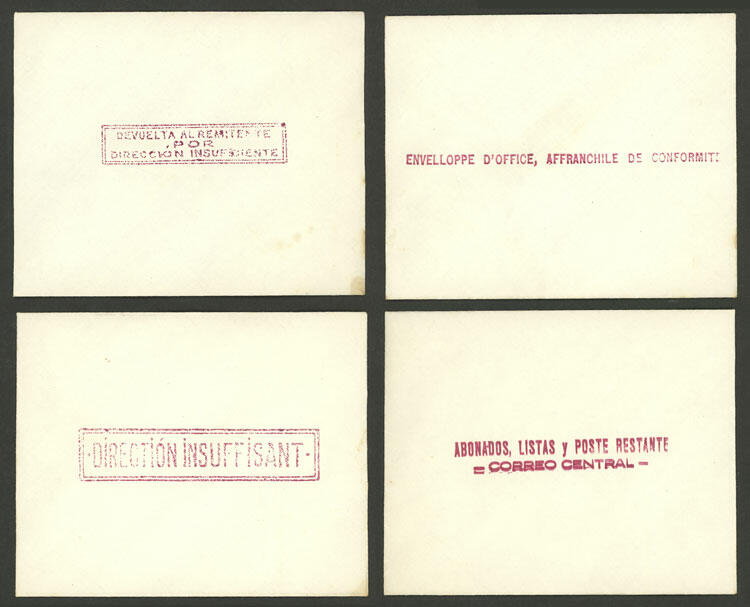 DEVUELTA AL REMITENTE
POR
DIRECCIÓN INSUFICIENTE
ENVELLOPPE D'OFFICE, AFFRANCHILE DE CONFORMITE
·DIRECTIÓN INSUFFISANT·
ABONADOS, LISTAS y POSTE RESTANTE
= CORREO CENTRAL =